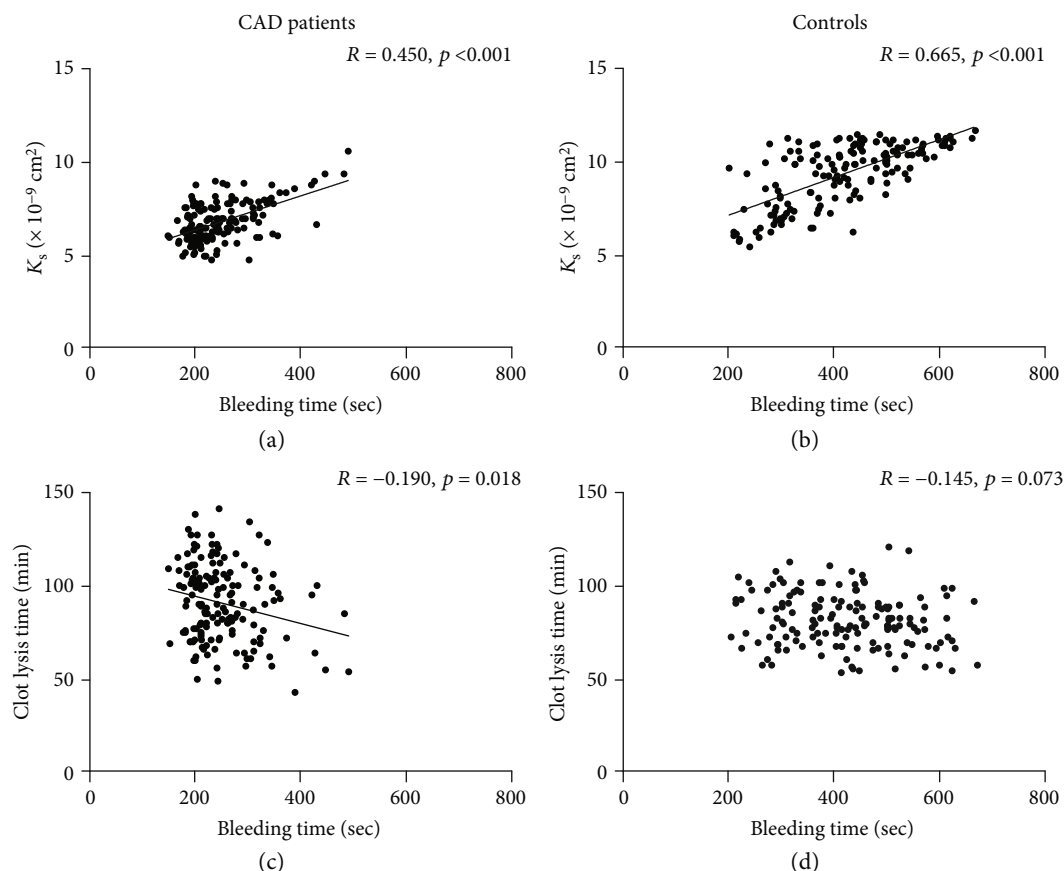 CAD patients
R = 0.450, p <0.001
15
10
5
0
Kₛ (× 10⁻⁹ cm²)
0 200 400 600 800
Bleeding time (sec)
(a)
Controls
R = 0.665, p <0.001
15
10
5
0
Kₛ (× 10⁻⁹ cm²)
0 200 400 600 800
Bleeding time (sec)
(b)
R = −0.190, p = 0.018
150
100
50
0
Clot lysis time (min)
0 200 400 600 800
Bleeding time (sec)
(c)
R = −0.145, p = 0.073
150
100
50
0
Clot lysis time (min)
0 200 400 600 800
Bleeding time (sec)
(d)